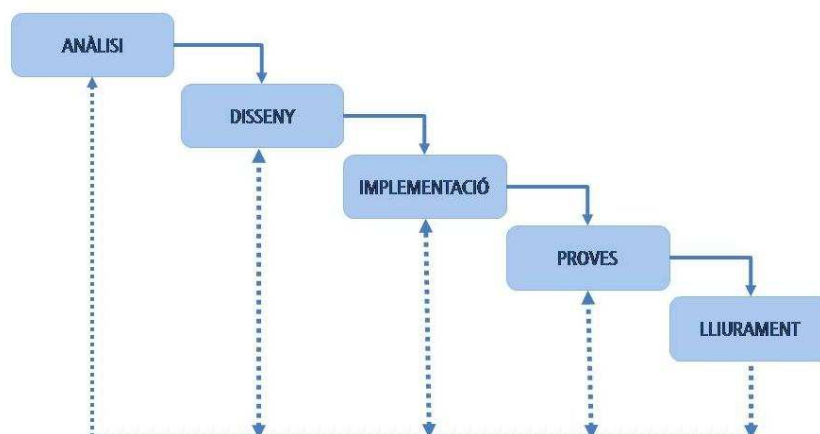 ANÀLISI
DISSENY
IMPLEMENTACIÓ
PROVES
LLIURAMENT